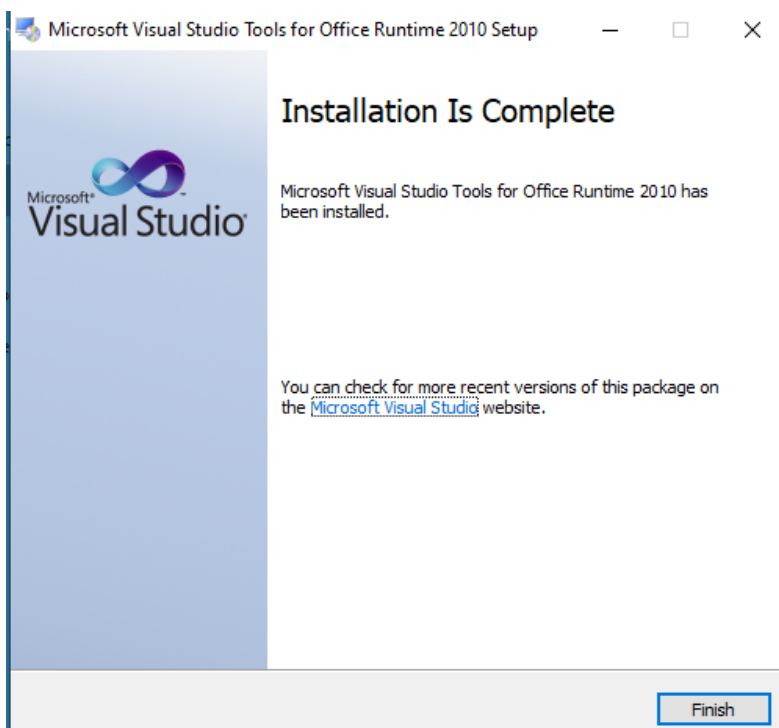 Microsoft Visual Studio Tools for Office Runtime 2010 Setup
Installation Is Complete
Microsoft®
Visual Studio®
Microsoft Visual Studio Tools for Office Runtime 2010 has
been installed.
You can check for more recent versions of this package on
the Microsoft Visual Studio website.
Finish